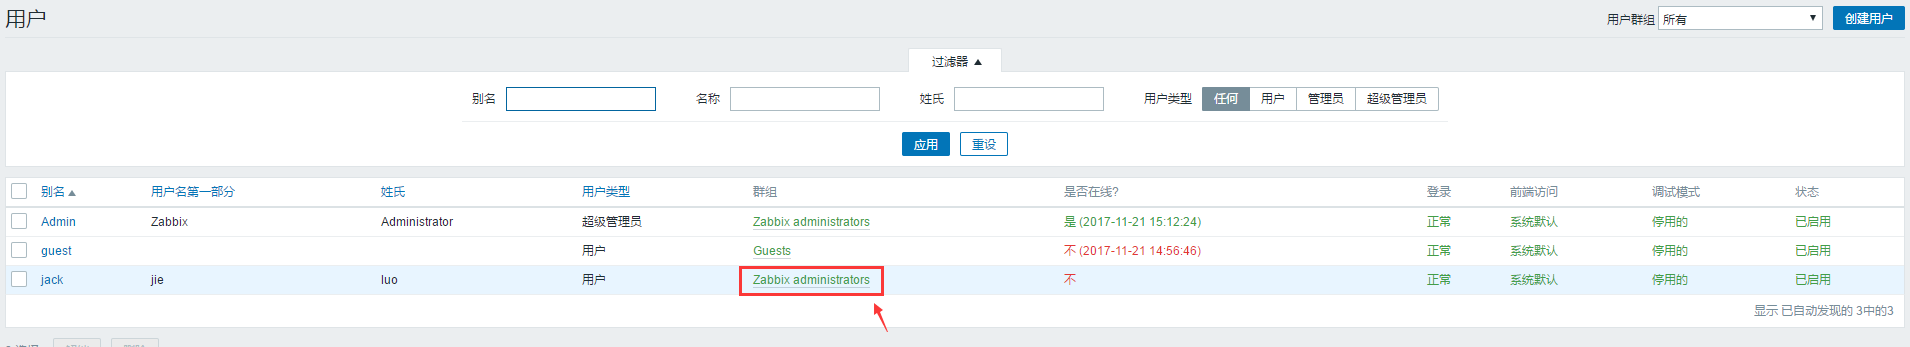 用户
用户群组 所有 创建用户
过滤器
别名 名称 姓氏 用户类型 任何 用户 管理员 超级管理员
应用 重设
别名 用户名第一部分 姓氏 用户类型 群组 是否在线? 登录 前端访问 调试模式 状态
Admin Zabbix Administrator 超级管理员 Zabbix administrators 是 (2017-11-21 15:12:24) 正常 系统默认 停用的 已启用
guest 用户 Guests 不 (2017-11-21 14:56:46) 正常 系统默认 停用的 已启用
jack jie luo 用户 Zabbix administrators 不 正常 系统默认 停用的 已启用
显示 已自动发现的 3中的3